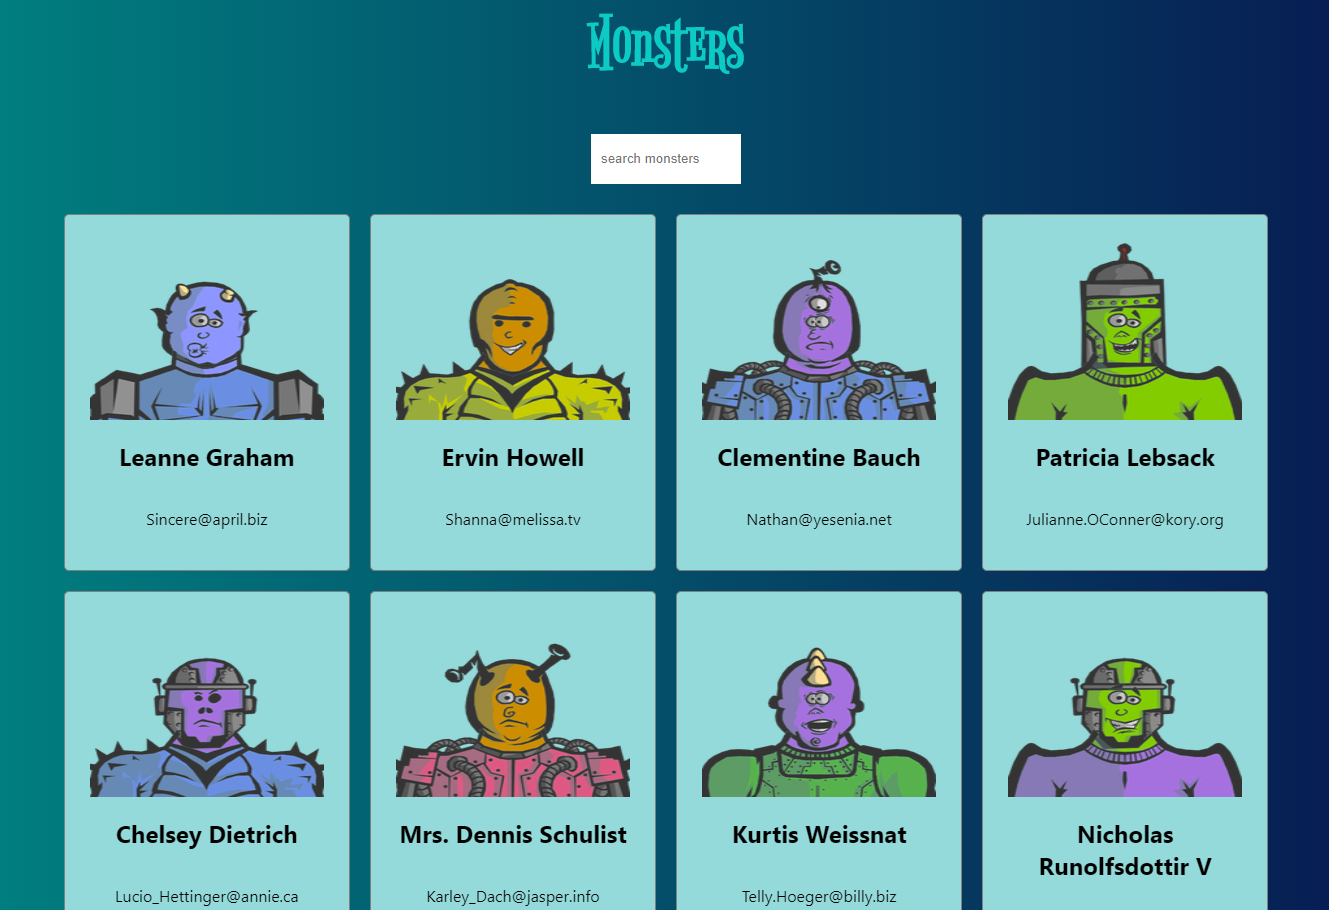 Monsters
search monsters
Leanne Graham
Sincere@april.biz
Ervin Howell
Shanna@melissa.tv
Clementine Bauch
Nathan@yesenia.net
Patricia Lebsack
Julianne.OConner@kory.org
Chelsey Dietrich
Lucio_Hettinger@annie.ca
Mrs. Dennis Schulist
Karley_Dach@jasper.info
Kurtis Weissnat
Telly.Hoeger@billy.biz
Nicholas
Runolfsdottir V